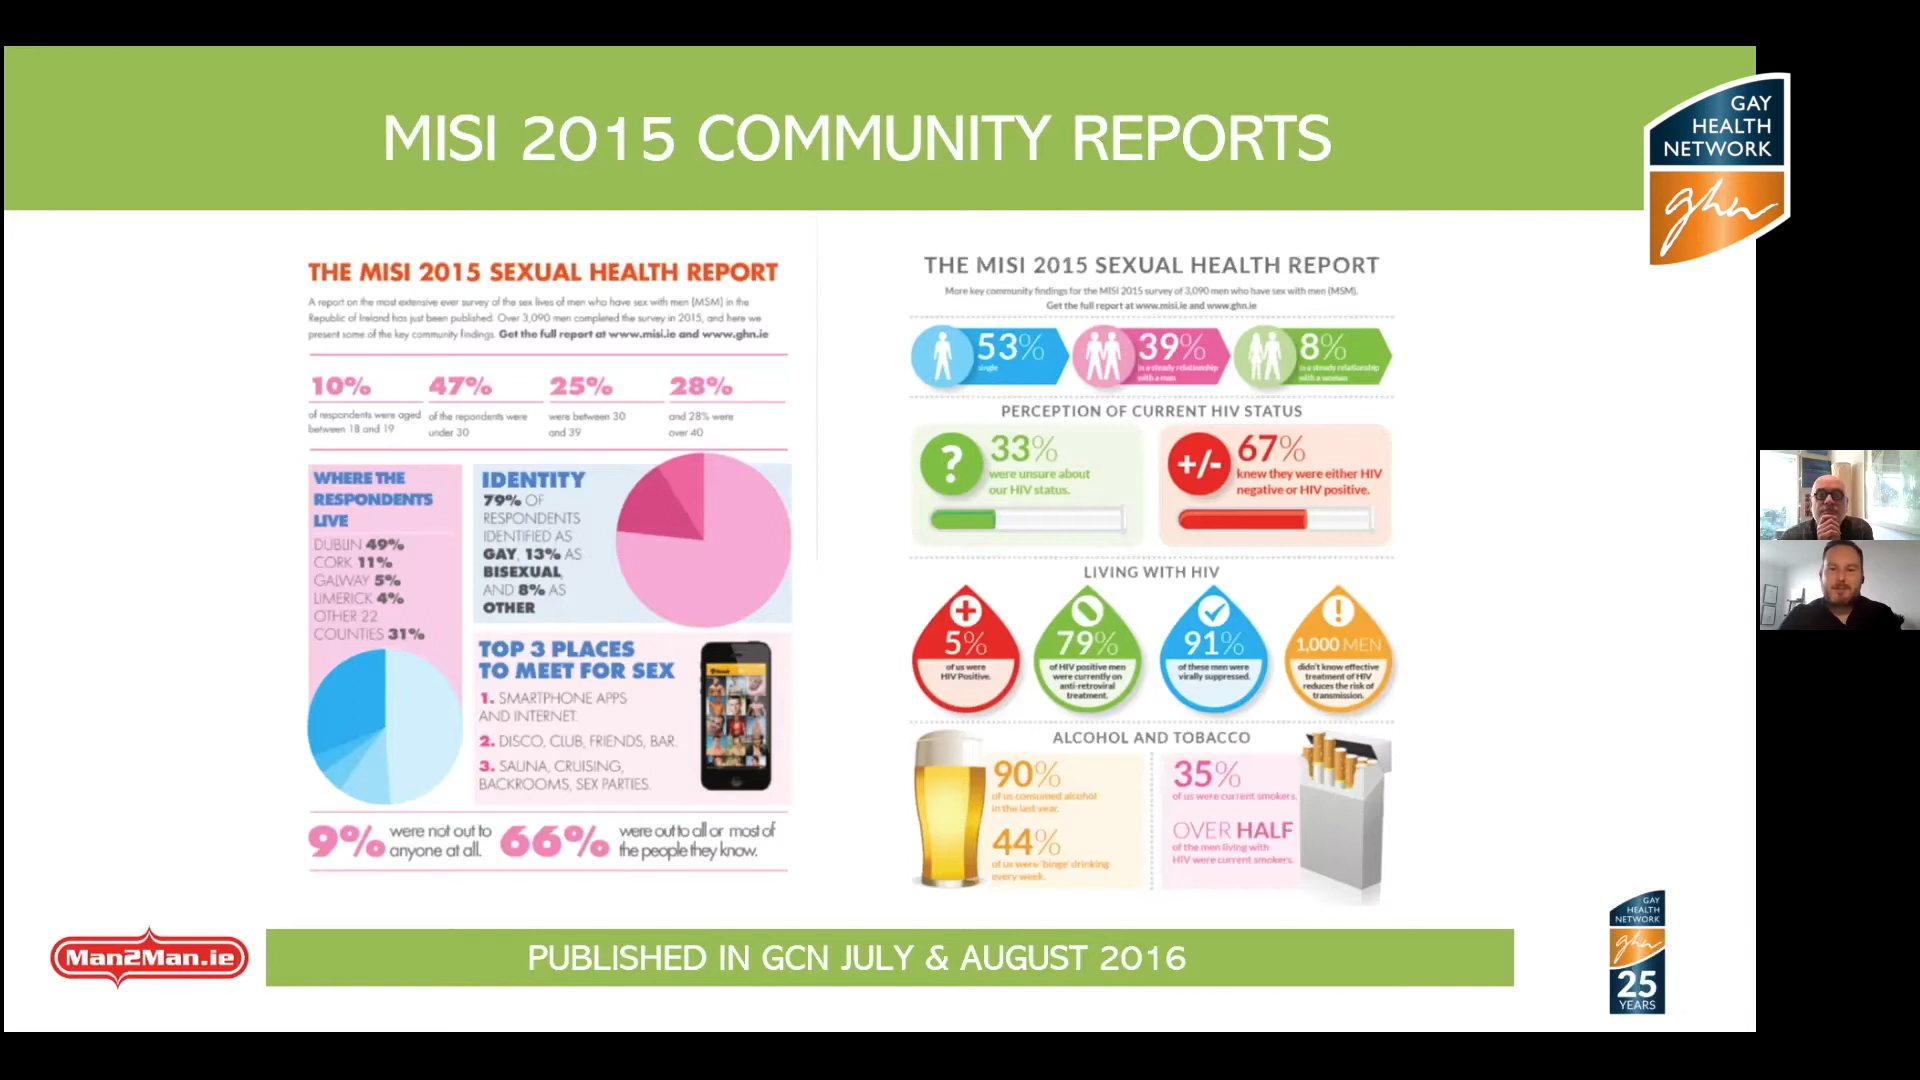 MISI 2015 COMMUNITY REPORTS
GAY
HEALTH
NETWORK
ghn
THE MISI 2015 SEXUAL HEALTH REPORT
A report on the most extensive ever survey of the sex lives of men who have sex with men (MSM) in the
Republic of Ireland has just been published. Over 3,090 men completed the survey in 2015, and here we
present some of the key community findings. Get the full report at www.misi.ie and www.ghn.ie
10%
of respondents were aged
between 18 and 19
47%
of the repondents were
under 30
25%
were between 30
and 39
28%
and 28% were
over 40
WHERE THE
RESPONDENTS
LIVE
DUBLIN 49%
CORK 11%
GALWAY 5%
LIMERICK 4%
OTHER 22
COUNTIES 31%
IDENTITY
79% OF
RESPONDENTS
IDENTIFIED AS
GAY, 13% AS
BISEXUAL
AND 8% AS
OTHER
TOP 3 PLACES
TO MEET FOR SEX
1. SMARTPHONE APPS
AND INTERNET.
2. DISCO, CLUB, FRIENDS, BAR.
3. SAUNA, CRUISING,
BACKROOMS, SEX PARTIES.
9% were not out to
anyone at all.
66% were out to all or most of
the people they know.
THE MISI 2015 SEXUAL HEALTH REPORT
More key community findings for the MISI 2015 survey of 3,090 men who have sex with men (MSM).
Get the full report at www.misi.ie and www.ghn.ie
53%
single
39%
in a steady relationship
with a man
8%
in a steady relationship
with a woman
PERCEPTION OF CURRENT HIV STATUS
?
33%
were unsure about
our HIV status.
+/-
67%
knew they were either HIV
negative or HIV positive.
LIVING WITH HIV
5%
of us were
HIV Positive.
79%
of HIV positive men
were currently on
anti-retroviral
treatment.
91%
of these men were
virally suppressed.
!
1,000 MEN
didn't know effective
treatment of HIV
reduces the risk of
transmission.
ALCOHOL AND TOBACCO
90%
of us consumed alcohol
in the last year.
44%
of us were 'binge' drinking
every week.
35%
of us were current smokers.
OVER HALF
of the men living with
HIV were current smokers.
Man2Man.ie
PUBLISHED IN GCN JULY & AUGUST 2016
GAY
HEALTH
NETWORK
ghn
25
YEARS